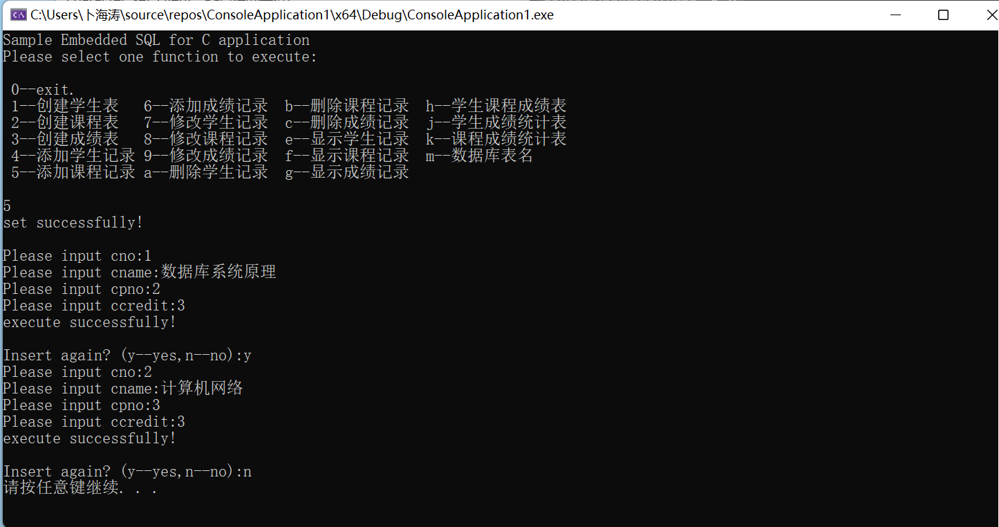 C:\Users\卜海涛\source\repos\ConsoleApplication1\x64\Debug\ConsoleApplication1.exe
Sample Embedded SQL for C application
Please select one function to execute:
0--exit.
1--创建学生表 6--添加成绩记录 b--删除课程记录 h--学生课程成绩表
2--创建课程表 7--修改学生记录 c--删除成绩记录 j--学生成绩统计表
3--创建成绩表 8--修改课程记录 e--显示学生记录 k--课程成绩统计表
4--添加学生记录 9--修改成绩记录 f--显示课程记录 m--数据库表名
5--添加课程记录 a--删除学生记录 g--显示成绩记录
5
set successfully!
Please input cno:1
Please input cname:数据库系统原理
Please input cpno:2
Please input ccredit:3
execute successfully!
Insert again? (y--yes,n--no):y
Please input cno:2
Please input cname:计算机网络
Please input cpno:3
Please input ccredit:3
execute successfully!
Insert again? (y--yes,n--no):n
请按任意键继续. . .